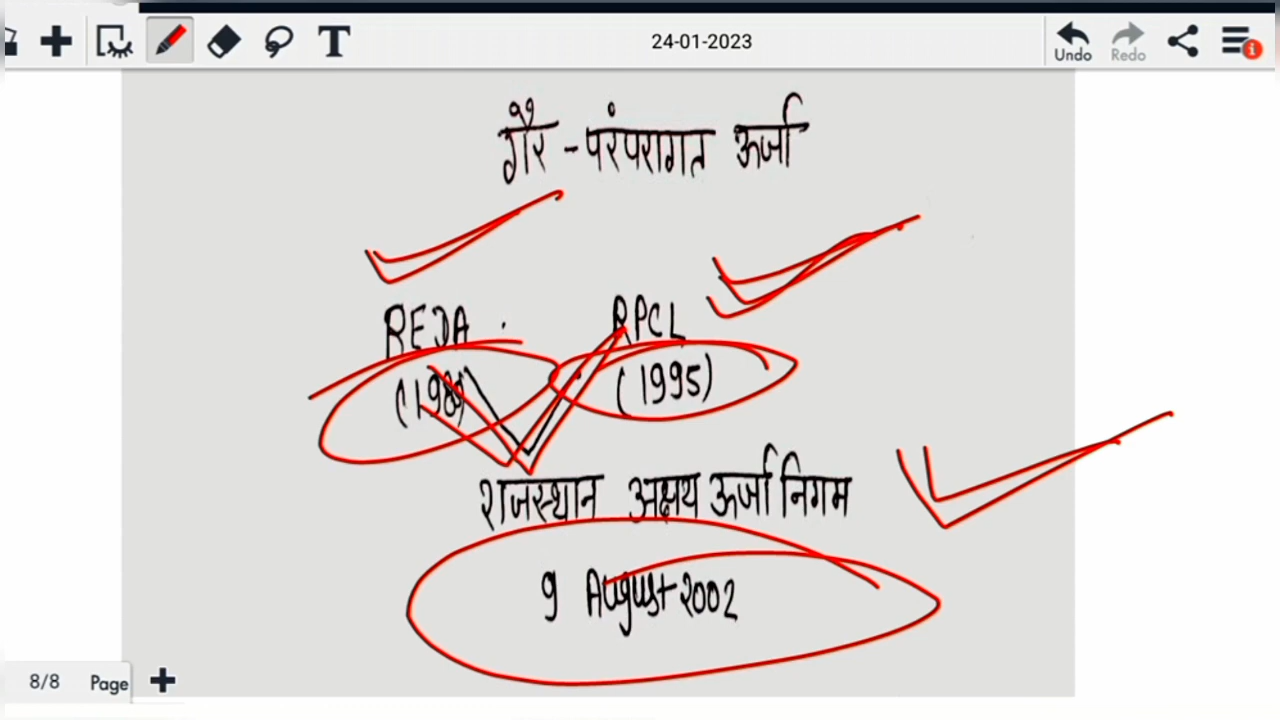 T
24-01-2023
Undo
Redo
गैर - परंपरागत ऊर्जा
REDA
RPCL
(1995)
राजस्थान अक्षय ऊर्जा निगम
9 August 2002
8/8 Page